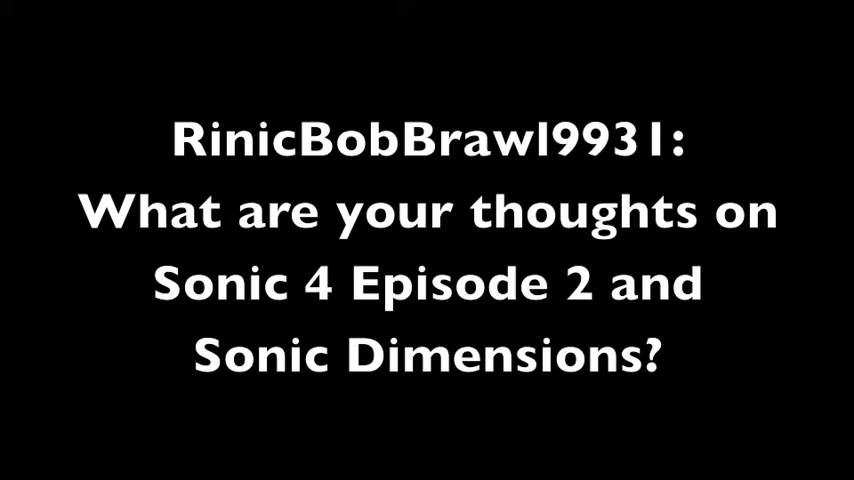 RinicBobBrawl9931:
What are your thoughts on
Sonic 4 Episode 2 and
Sonic Dimensions?